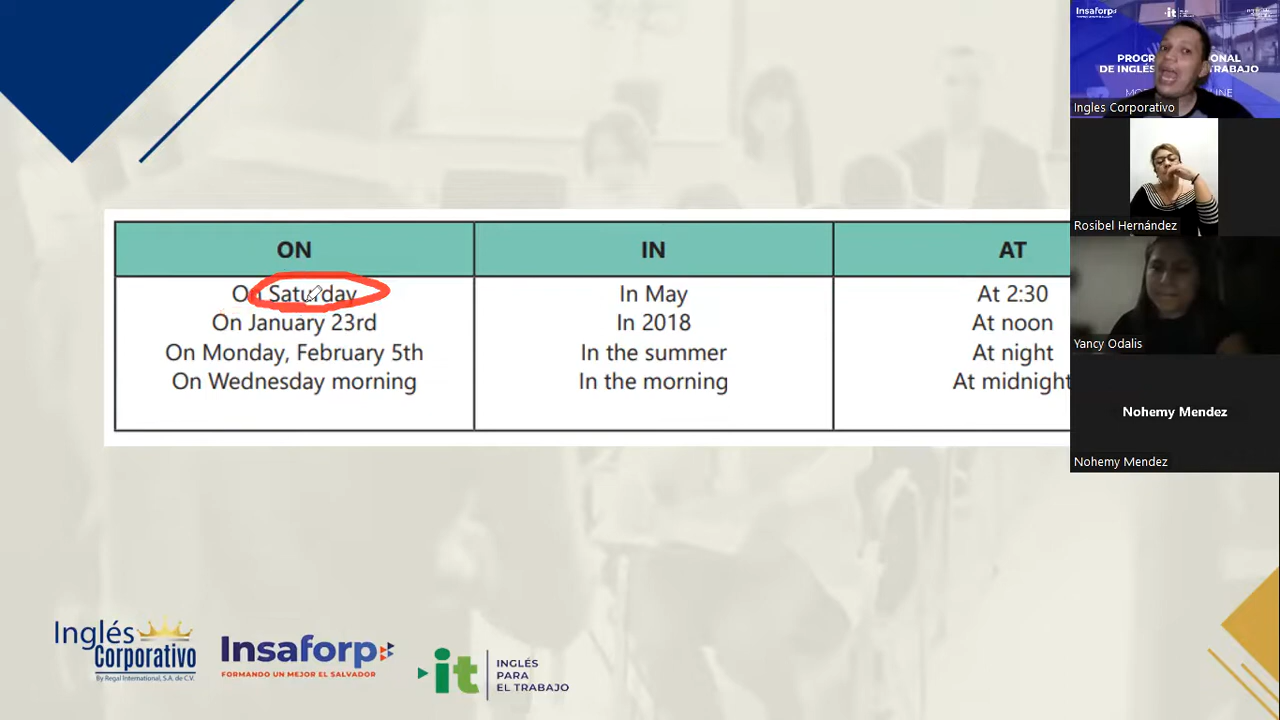 ON
IN
AT
On Saturday
In May
At 2:30
On January 23rd
In 2018
At noon
On Monday, February 5th
In the summer
At night
On Wednesday morning
In the morning
At midnight
Inglés
Corporativo
By Regal International, S.A. de C.V.
Insaforp
FORMANDO UN MEJOR EL SALVADOR
it
INGLÉS
PARA
EL TRABAJO
Insaforp
it
Ingles Corporativo
Rosibel Hernández
Yancy Odalis
Nohemy Mendez
Nohemy Mendez